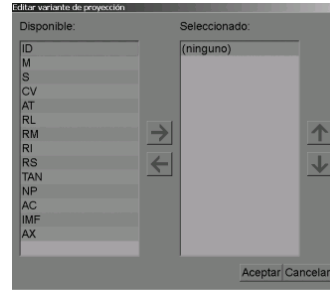 Editar variante de proyección
Disponible:
Seleccionado:
ID
M
S
CV
AT
RL
RM
RI
RS
TAN
NP
AC
IMF
AX
(ninguno)
Aceptar Cancelar